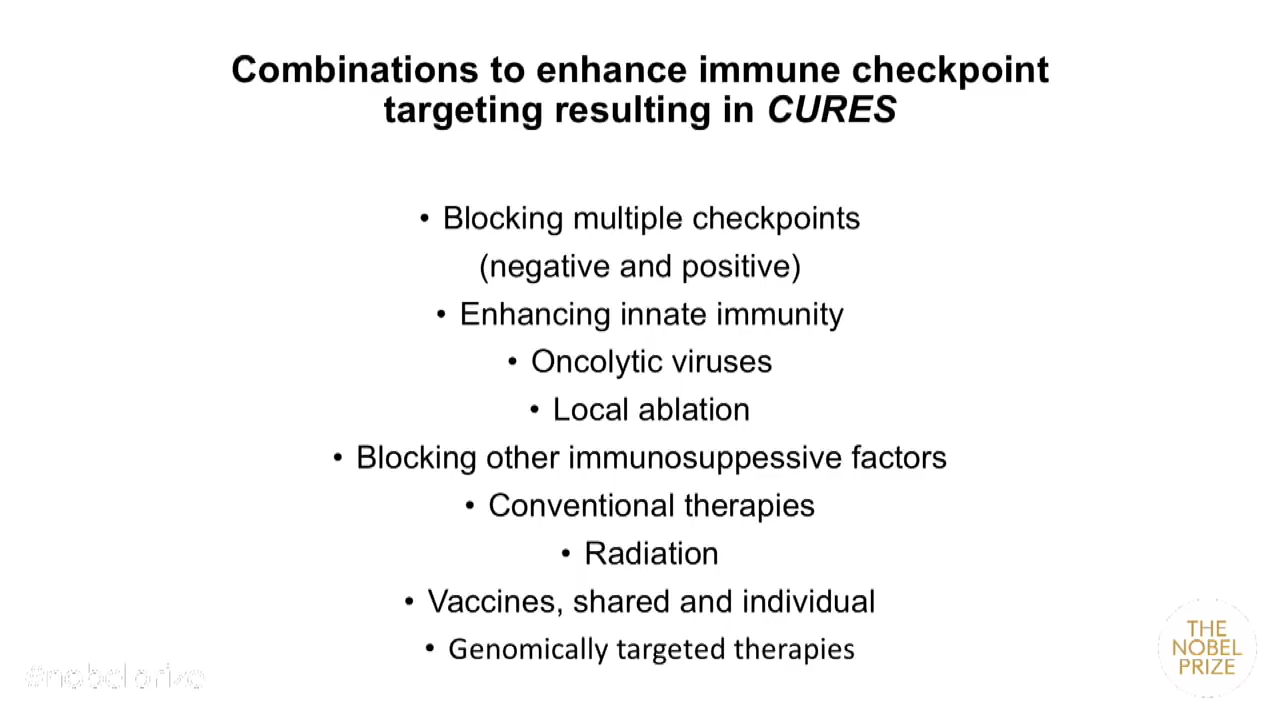 Combinations to enhance immune checkpoint
targeting resulting in CURES
• Blocking multiple checkpoints
(negative and positive)
• Enhancing innate immunity
• Oncolytic viruses
• Local ablation
• Blocking other immunosuppessive factors
• Conventional therapies
• Radiation
• Vaccines, shared and individual
• Genomically targeted therapies
THE
NOBEL
PRIZE
#nobelprize